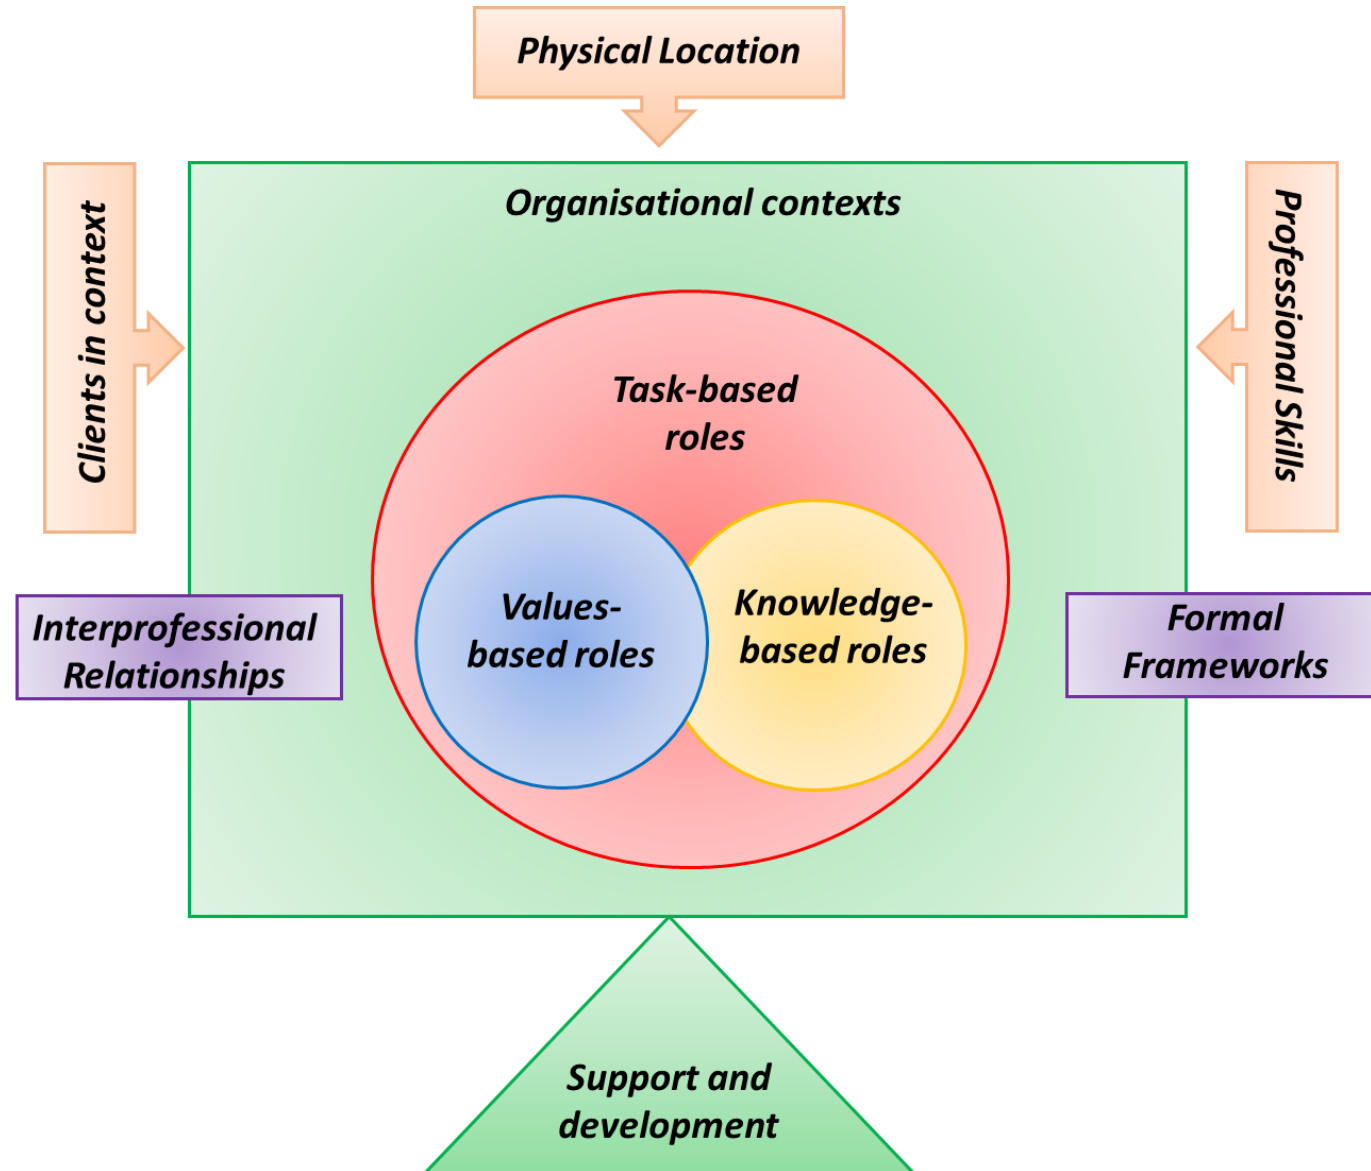 Physical Location
Organisational contexts
Clients in context
Professional Skills
Task-based
roles
Values-
based roles
Knowledge-
based roles
Interprofessional
Relationships
Formal
Frameworks
Support and
development